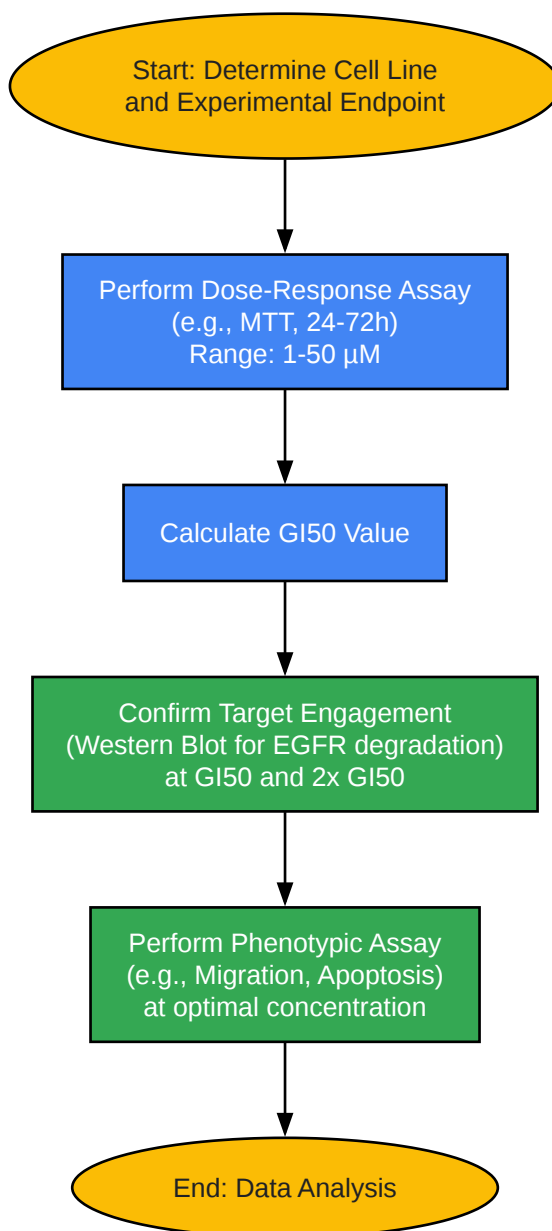 Start: Determine Cell Line
and Experimental Endpoint
Perform Dose-Response Assay
(e.g., MTT, 24-72h)
Range: 1-50 µM
Calculate GI50 Value
Confirm Target Engagement
(Western Blot for EGFR degradation)
at GI50 and 2x GI50
Perform Phenotypic Assay
(e.g., Migration, Apoptosis)
at optimal concentration
End: Data Analysis